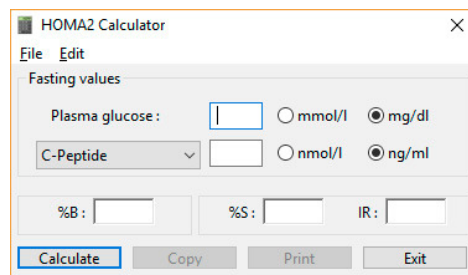 HOMA2 Calculator
File Edit
Fasting values
Plasma glucose : mmol/l mg/dl
C-Peptide nmol/l ng/ml
%B : %S : IR :
Calculate Copy Print Exit